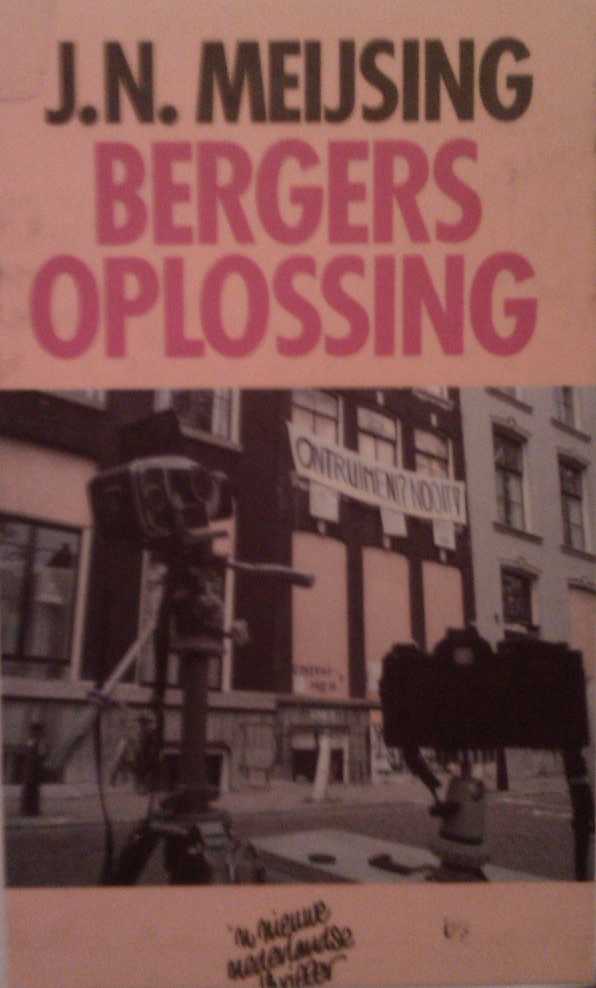 J.N. MEIJSING
BERGERS
OPLOSSING
ONTRUIMEN? NOOIT!
'n nieuwe
nederlandse
thriller